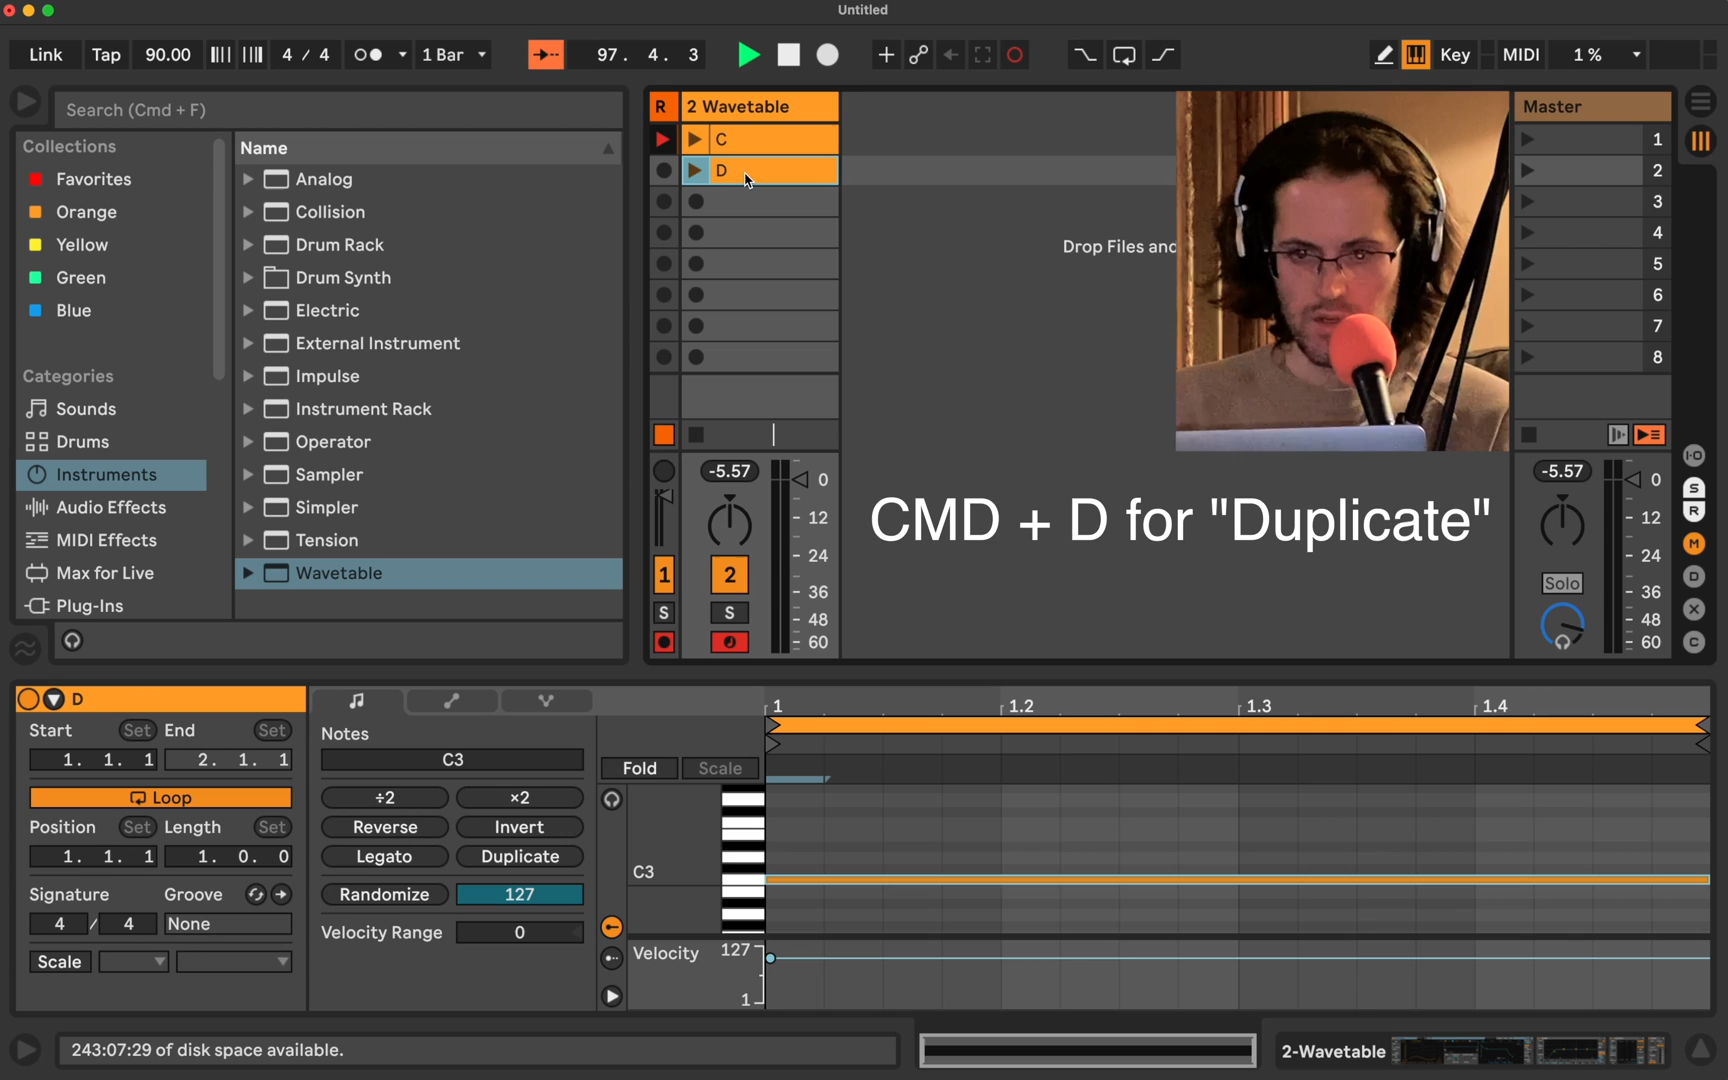 Untitled
Link Tap 90.00 4 / 4 1 Bar 97. 4. 3 Key MIDI 1 %
Search (Cmd + F)
Collections
Favorites
Orange
Yellow
Green
Blue
Categories
Sounds
Drums
Instruments
Audio Effects
MIDI Effects
Max for Live
Plug-Ins
Name
Analog
Collision
Drum Rack
Drum Synth
Electric
External Instrument
Impulse
Instrument Rack
Operator
Sampler
Simpler
Tension
Wavetable
R 2 Wavetable
C
D
Drop Files and
Master
1
2
3
4
5
6
7
8
-5.57 0
12
24
36
48
60
1 2
S S
CMD + D for "Duplicate"
-5.57 0
12
24
Solo 36
48
60
I·O
S
R
M
D
X
C
D
Start Set End Set
1. 1. 1 2. 1. 1
Loop
Position Set Length Set
1. 1. 1 1. 0. 0
Signature Groove
4 / 4 None
Scale
Notes
C3
÷2 ×2
Reverse Invert
Legato Duplicate
Randomize 127
Velocity Range 0
1 1.2 1.3 1.4
Fold Scale
C3
Velocity 127
1
243:07:29 of disk space available.
2-Wavetable